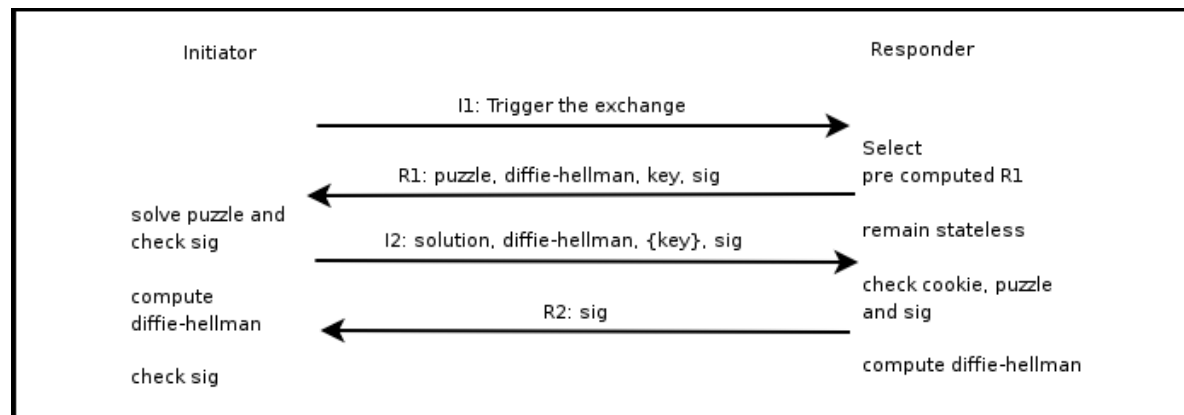 Initiator
Responder
I1: Trigger the exchange
Select
pre computed R1
R1: puzzle, diffie-hellman, key, sig
solve puzzle and
check sig
remain stateless
I2: solution, diffie-hellman, {key}, sig
check cookie, puzzle
and sig
compute
diffie-hellman
R2: sig
compute diffie-hellman
check sig